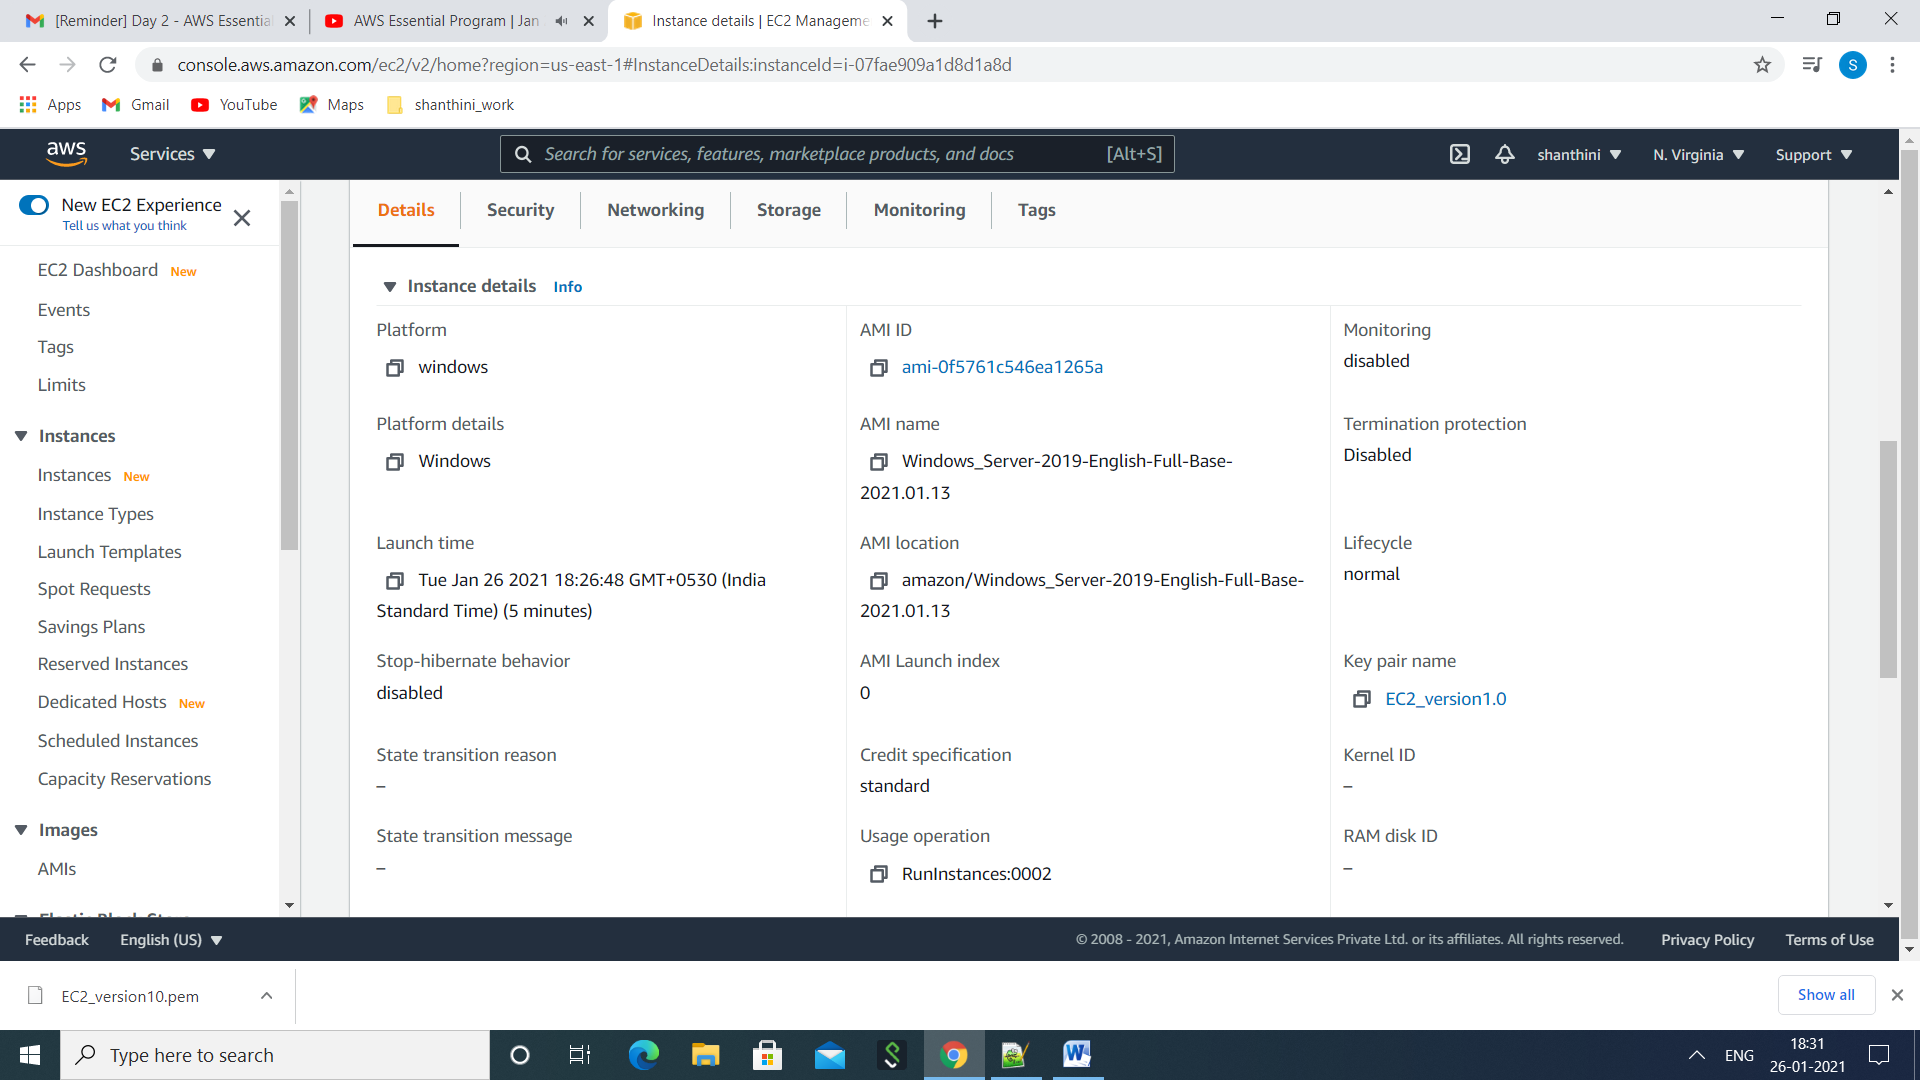 [Reminder] Day 2 - AWS Essential
AWS Essential Program | Jan
Instance details | EC2 Manageme
console.aws.amazon.com/ec2/v2/home?region=us-east-1#InstanceDetails:instanceId=i-07fae909a1d8d1a8d
S
Apps Gmail YouTube Maps shanthini_work
aws Services Search for services, features, marketplace products, and docs [Alt+S] shanthini N. Virginia Support
New EC2 Experience
Tell us what you think
EC2 Dashboard New
Events
Tags
Limits
Instances
Instances New
Instance Types
Launch Templates
Spot Requests
Savings Plans
Reserved Instances
Dedicated Hosts New
Scheduled Instances
Capacity Reservations
Images
AMIs
Elastic Block Store
Details Security Networking Storage Monitoring Tags
Instance details Info
Platform
windows
Platform details
Windows
Launch time
Tue Jan 26 2021 18:26:48 GMT+0530 (India
Standard Time) (5 minutes)
Stop-hibernate behavior
disabled
State transition reason
–
State transition message
–
AMI ID
ami-0f5761c546ea1265a
AMI name
Windows_Server-2019-English-Full-Base-
2021.01.13
AMI location
amazon/Windows_Server-2019-English-Full-Base-
2021.01.13
AMI Launch index
0
Credit specification
standard
Usage operation
RunInstances:0002
Monitoring
disabled
Termination protection
Disabled
Lifecycle
normal
Key pair name
EC2_version1.0
Kernel ID
–
RAM disk ID
–
Feedback English (US) © 2008 - 2021, Amazon Internet Services Private Ltd. or its affiliates. All rights reserved. Privacy Policy Terms of Use
EC2_version10.pem Show all
Type here to search
ENG
18:31
26-01-2021